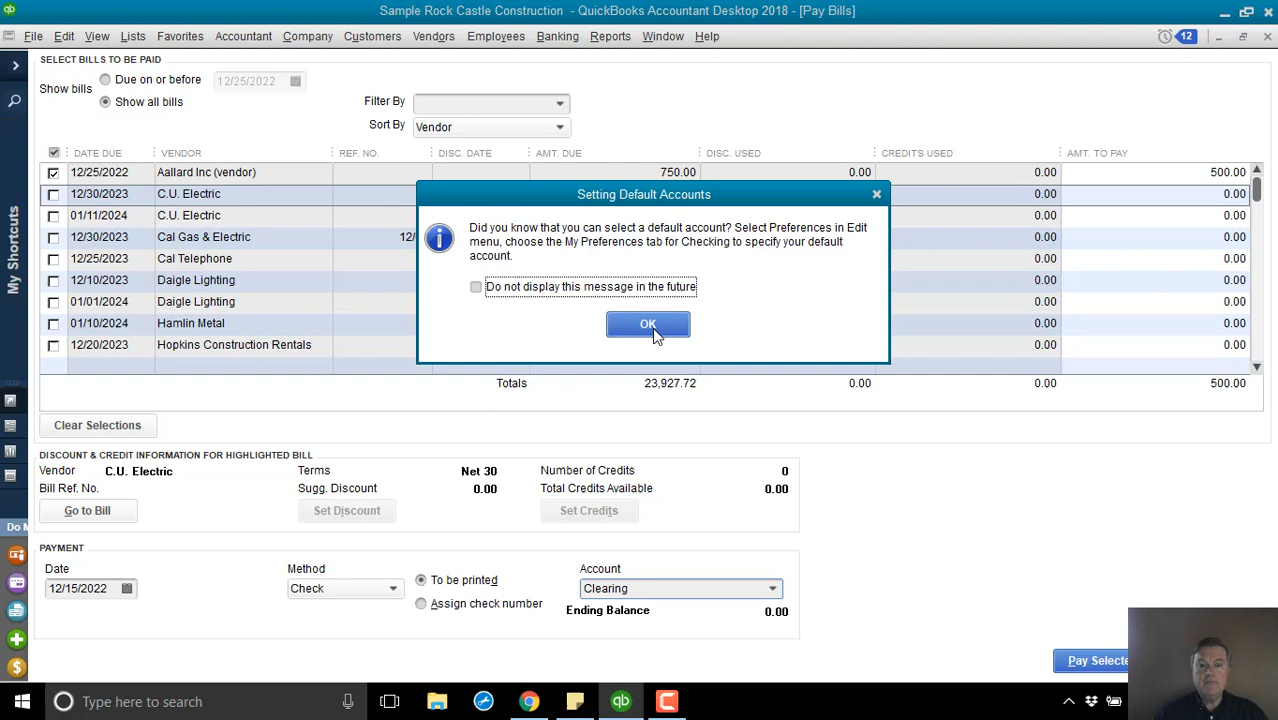 qb Sample Rock Castle Construction - QuickBooks Accountant Desktop 2018 - [Pay Bills]
File Edit View Lists Favorites Accountant Company Customers Vendors Employees Banking Reports Window Help 12
SELECT BILLS TO BE PAID
Show bills Due on or before 12/25/2022
Show all bills
Filter By
Sort By Vendor
DATE DUE VENDOR REF. NO. DISC. DATE AMT. DUE DISC. USED CREDITS USED AMT. TO PAY
12/25/2022 Aallard Inc (vendor) 750.00 0.00 0.00 500.00
12/30/2023 C.U. Electric 0.00 0.00
01/11/2024 C.U. Electric 0.00 0.00
12/30/2023 Cal Gas & Electric 12/ 0.00 0.00
12/25/2023 Cal Telephone 0.00 0.00
12/10/2023 Daigle Lighting 0.00 0.00
01/01/2024 Daigle Lighting 0.00 0.00
01/10/2024 Hamlin Metal 0.00 0.00
12/20/2023 Hopkins Construction Rentals 0.00 0.00
Totals 23,927.72 0.00 0.00 500.00
Setting Default Accounts
Did you know that you can select a default account? Select Preferences in Edit
menu, choose the My Preferences tab for Checking to specify your default
account.
Do not display this message in the future
OK
Clear Selections
DISCOUNT & CREDIT INFORMATION FOR HIGHLIGHTED BILL
Vendor C.U. Electric Terms Net 30 Number of Credits 0
Bill Ref. No. Sugg. Discount 0.00 Total Credits Available 0.00
Go to Bill Set Discount Set Credits
PAYMENT
Date Method Account
12/15/2022 Check To be printed Clearing
Assign check number Ending Balance 0.00
Pay Selecte
My Shortcuts
Do M
Type here to search
qb